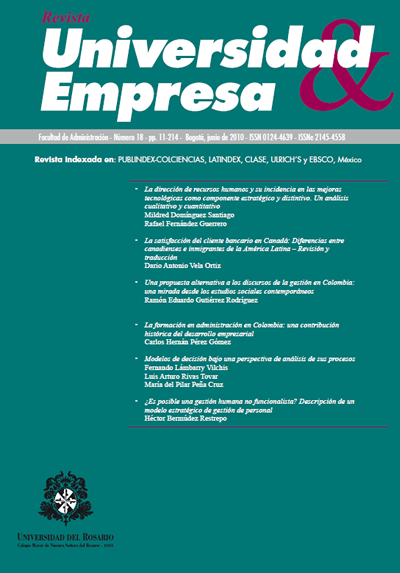 Revista
Universidad
&
Empresa
Facultad de Administración - Número 18 - pp. 11-214 - Bogotá, junio de 2010 - ISSN 0124-4639 - ISSNe 2145-4558
Revista Indexada en: PUBLINDEX-COLCIENCIAS, LATINDEX, CLASE, ULRICH'S y EBSCO, México
- La dirección de recursos humanos y su incidencia en las mejoras
tecnológicas como componente estratégico y distintivo. Un análisis
cualitativo y cuantitativo
Mildred Domínguez Santiago
Rafael Fernández Guerrero
- La satisfacción del cliente bancario en Canadá: Diferencias entre
canadienses e inmigrantes de la América Latina – Revisión y
traducción
Darío Antonio Vela Ortiz
- Una propuesta alternativa a los discursos de la gestión en Colombia:
una mirada desde los estudios sociales contemporáneos
Ramón Eduardo Gutiérrez Rodríguez
- La formación en administración en Colombia: una contribución
histórica del desarrollo empresarial
Carlos Hernán Pérez Gómez
- Modelos de decisión bajo una perspectiva de análisis de sus procesos
Fernando Lámbarry Vilchis
Luis Arturo Rivas Tovar
María del Pilar Peña Cruz
- ¿Es posible una gestión humana no funcionalista? Descripción de un
modelo estratégico de gestión de personal
Héctor Bermúdez Restrepo
UNIVERSIDAD DEL ROSARIO
Colegio Mayor de Nuestra Señora del Rosario - 1653